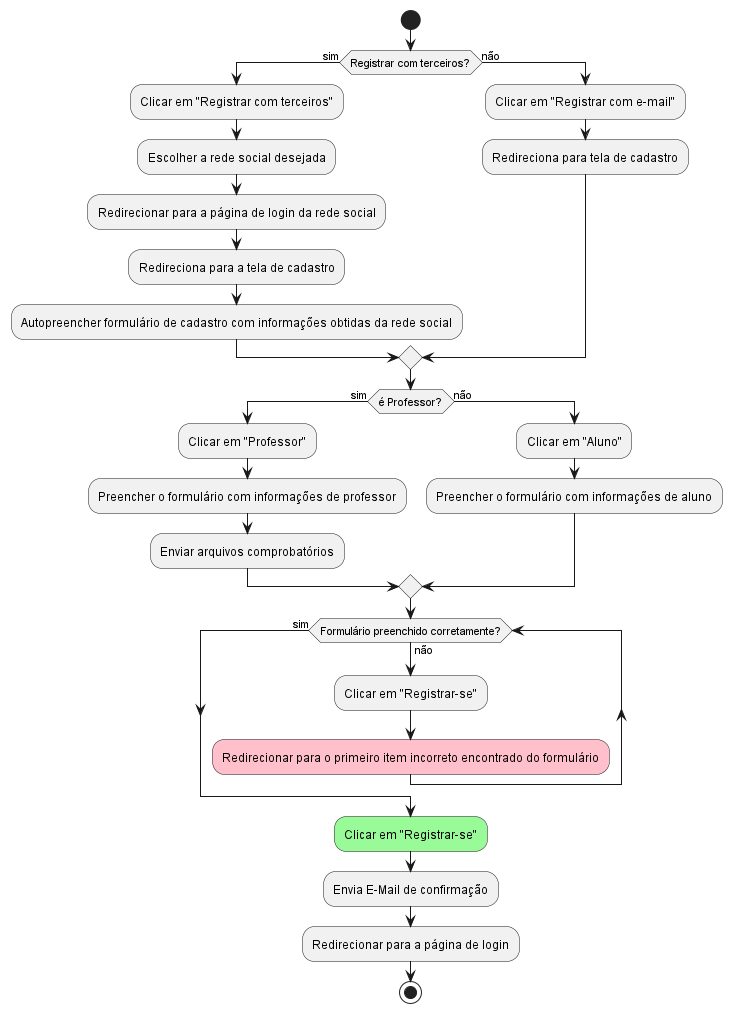 sim
Registrar com terceiros?
não
Clicar em "Registrar com terceiros"
Clicar em "Registrar com e-mail"
Escolher a rede social desejada
Redireciona para tela de cadastro
Redirecionar para a página de login da rede social
Redireciona para a tela de cadastro
Autopreencher formulário de cadastro com informações obtidas da rede social
sim
é Professor?
não
Clicar em "Professor"
Clicar em "Aluno"
Preencher o formulário com informações de professor
Preencher o formulário com informações de aluno
Enviar arquivos comprobatórios
sim
Formulário preenchido corretamente?
não
Clicar em "Registrar-se"
Redirecionar para o primeiro item incorreto encontrado do formulário
Clicar em "Registrar-se"
Envia E-Mail de confirmação
Redirecionar para a página de login